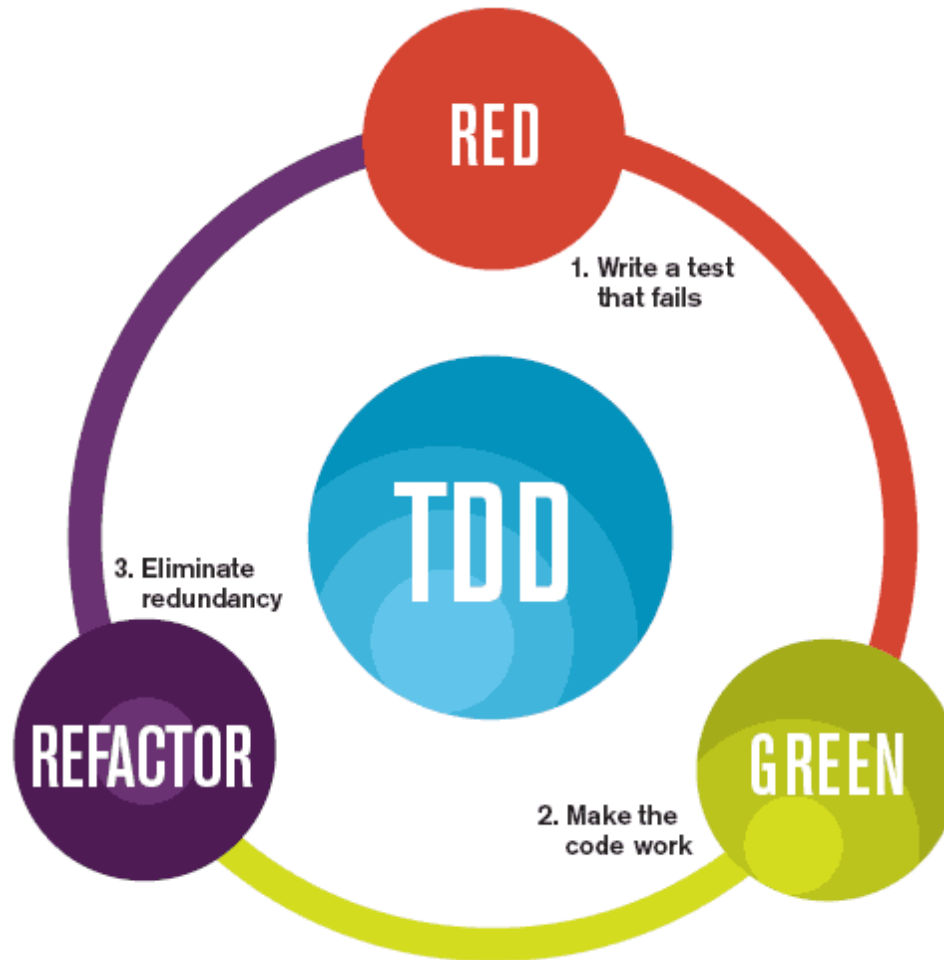 RED
1. Write a test
that fails
TDD
3. Eliminate
redundancy
REFACTOR
GREEN
2. Make the
code work